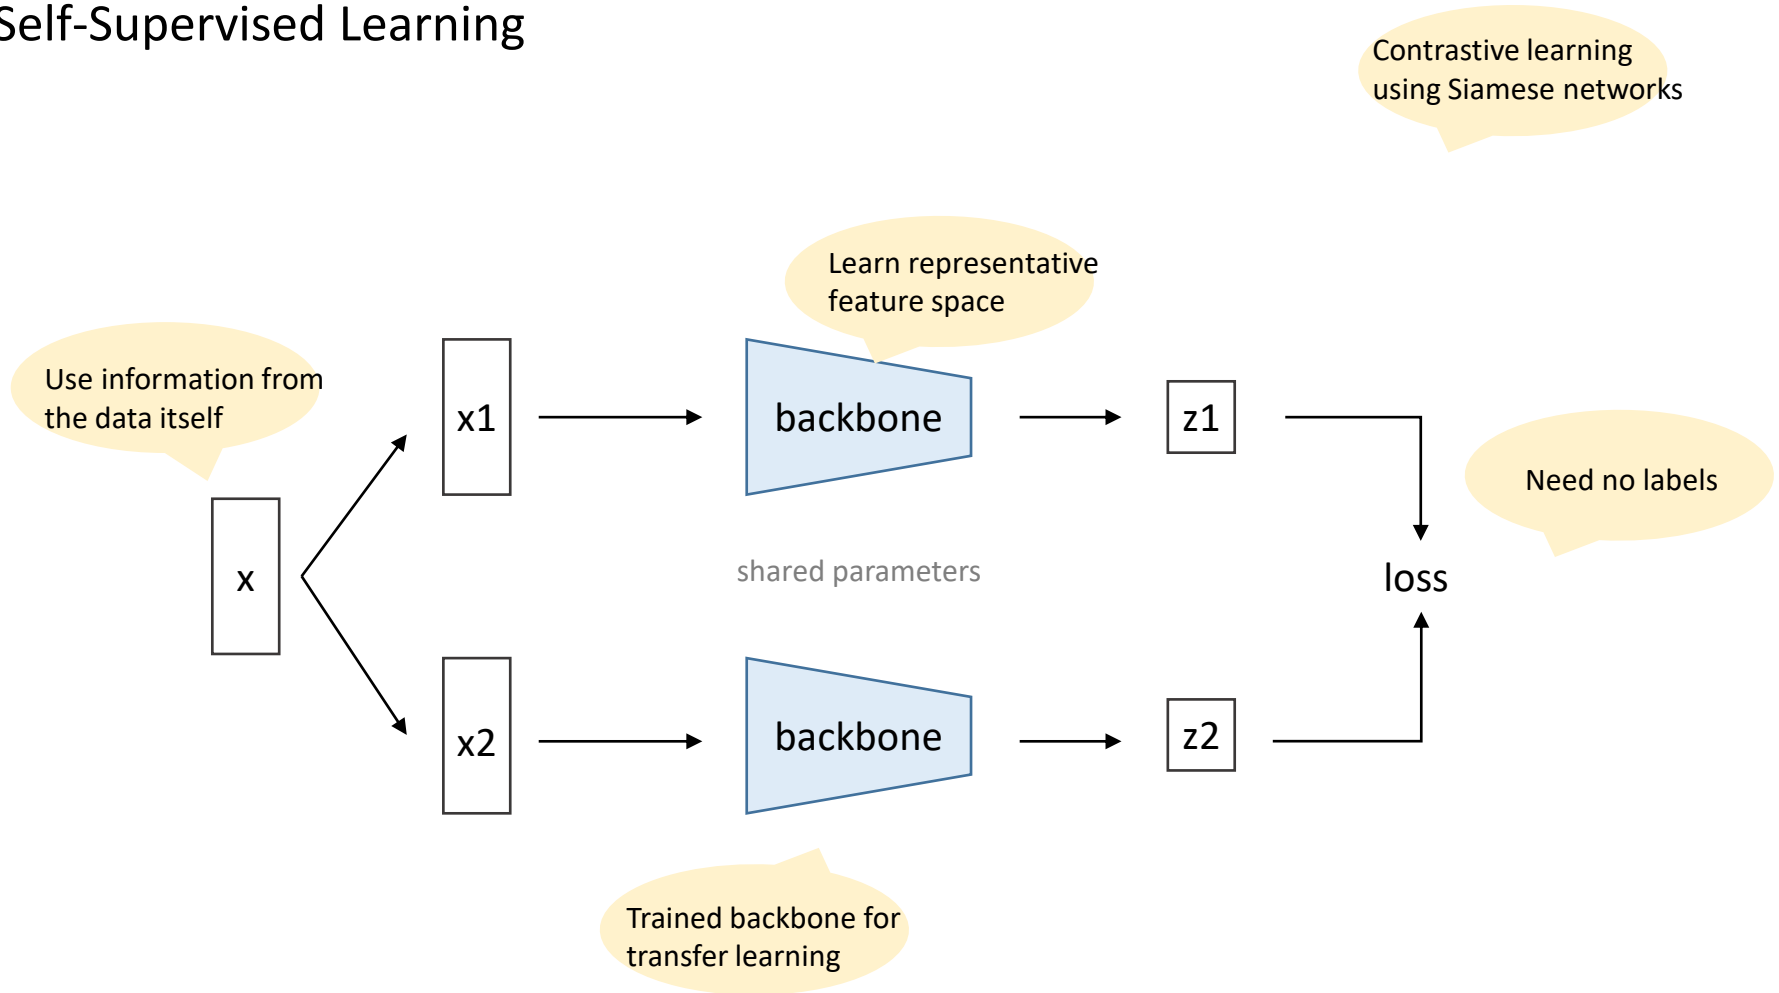 Self-Supervised Learning
Contrastive learning
using Siamese networks
Learn representative
feature space
Use information from
the data itself
x1
backbone
z1
Need no labels
x
shared parameters
loss
x2
backbone
z2
Trained backbone for
transfer learning